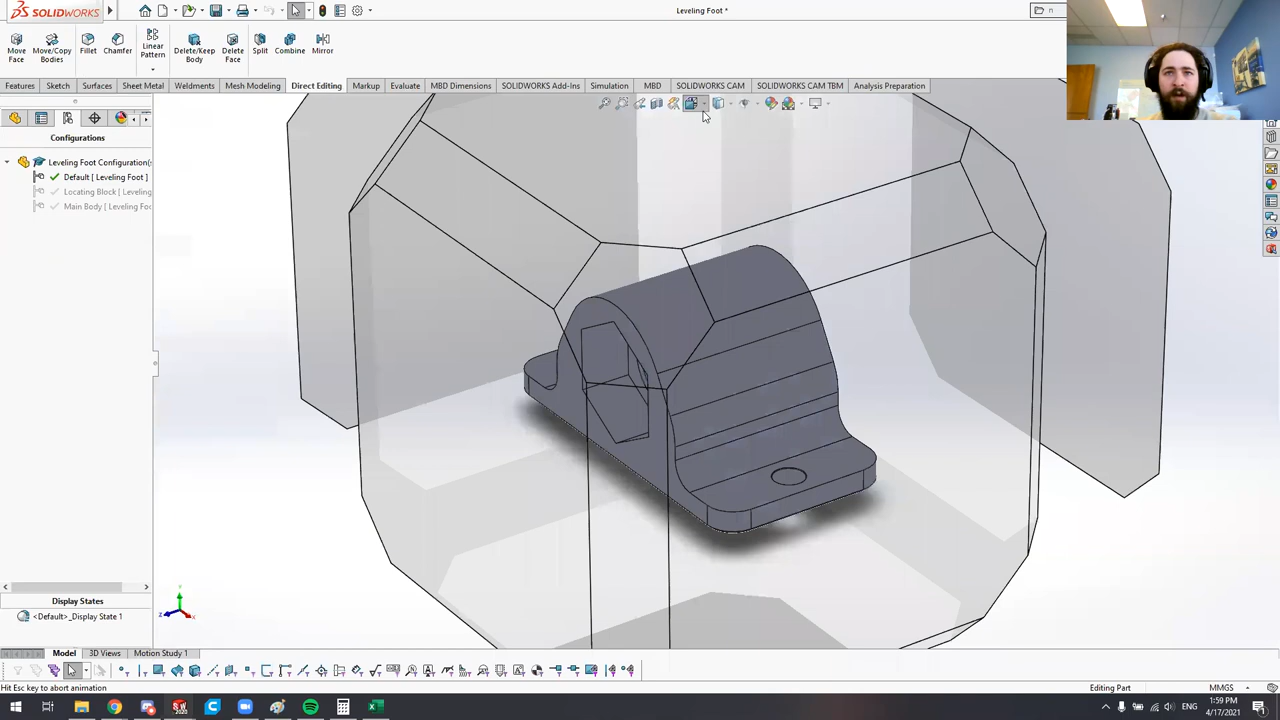 SOLIDWORKS
Leveling Foot *
Move Face
Move/Copy Bodies
Fillet
Chamfer
Linear Pattern
Delete/Keep Body
Delete Face
Split
Combine
Mirror
Features
Sketch
Surfaces
Sheet Metal
Weldments
Mesh Modeling
Direct Editing
Markup
Evaluate
MBD Dimensions
SOLIDWORKS Add-Ins
Simulation
MBD
SOLIDWORKS CAM
SOLIDWORKS CAM TBM
Analysis Preparation
Configurations
Leveling Foot Configuration(s
Default [ Leveling Foot ]
Locating Block [ Leveling
Main Body [ Leveling Foo
Display States
<Default>_Display State 1
Model
3D Views
Motion Study 1
Hit Esc key to abort animation
Editing Part
MMGS
ENG
1:59 PM
4/17/2021